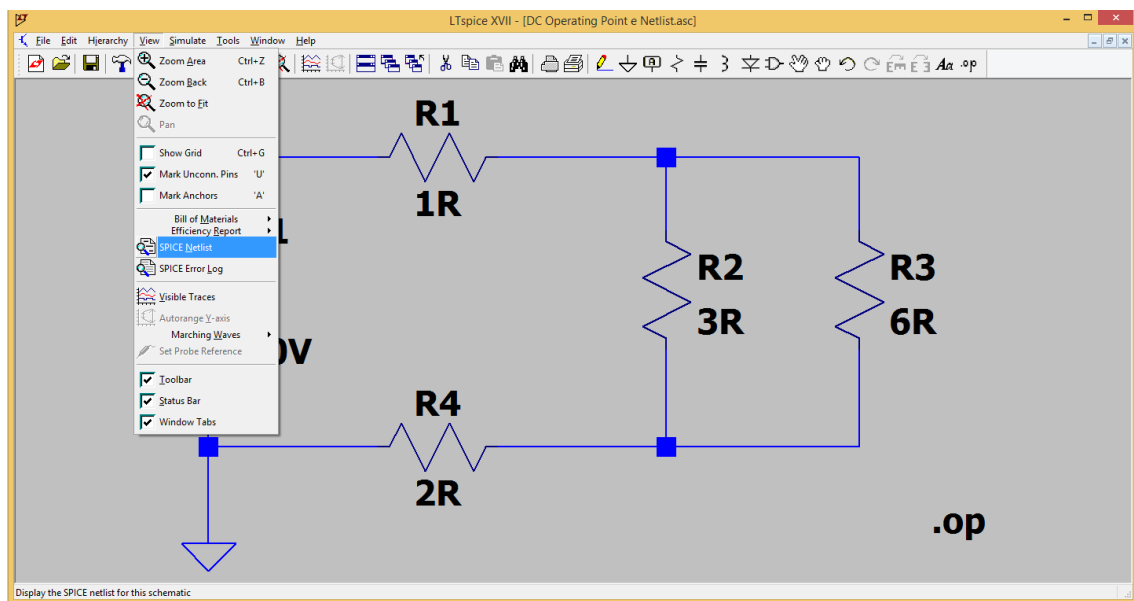 LTspice XVII - [DC Operating Point e Netlist.asc]
File Edit Hierarchy View Simulate Tools Window Help
Aa .op
Zoom Area Ctrl+Z
Zoom Back Ctrl+B
Zoom to Fit
Pan
Show Grid Ctrl+G
Mark Unconn. Pins 'U'
Mark Anchors 'A'
Bill of Materials
Efficiency Report
SPICE Netlist
SPICE Error Log
Visible Traces
Autorange Y-axis
Marching Waves
Set Probe Reference
Toolbar
Status Bar
Window Tabs
R1
1R
R2
3R
R3
6R
0V
R4
2R
.op
Display the SPICE netlist for this schematic